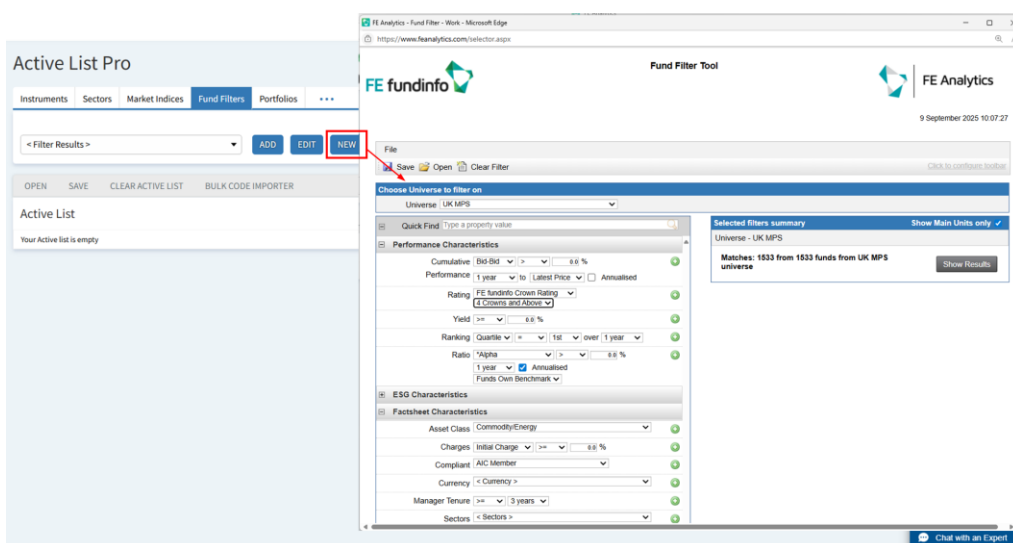 Active List Pro
Instruments Sectors Market Indices Fund Filters Portfolios •••
< Filter Results > ADD EDIT NEW
OPEN SAVE CLEAR ACTIVE LIST BULK CODE IMPORTER
Active List
Your Active list is empty
FE Analytics - Fund Filter - Work - Microsoft Edge
https://www.feanalytics.com/selector.aspx
FE fundinfo
Fund Filter Tool
FE Analytics
9 September 2025 10:07:27
File
Save Open Clear Filter Click to configure toolbar
Choose Universe to filter on
Universe UK MPS
Quick Find Type a property value
Performance Characteristics
Cumulative Bid-Bid > 0.0 %
Performance 1 year to Latest Price Annualised
Rating FE fundinfo Crown Rating
4 Crowns and Above
Yield >= 0.0 %
Ranking Quartile = 1st over 1 year
Ratio *Alpha > 0.0 %
1 year Annualised
Funds Own Benchmark
ESG Characteristics
Factsheet Characteristics
Asset Class Commodity/Energy
Charges Initial Charge >= 0.0 %
Compliant AIC Member
Currency < Currency >
Manager Tenure >= 3 years
Sectors < Sectors >
Selected filters summary Show Main Units only ✓
Universe - UK MPS
Matches: 1533 from 1533 funds from UK MPS
universe
Show Results
Chat with an Expert